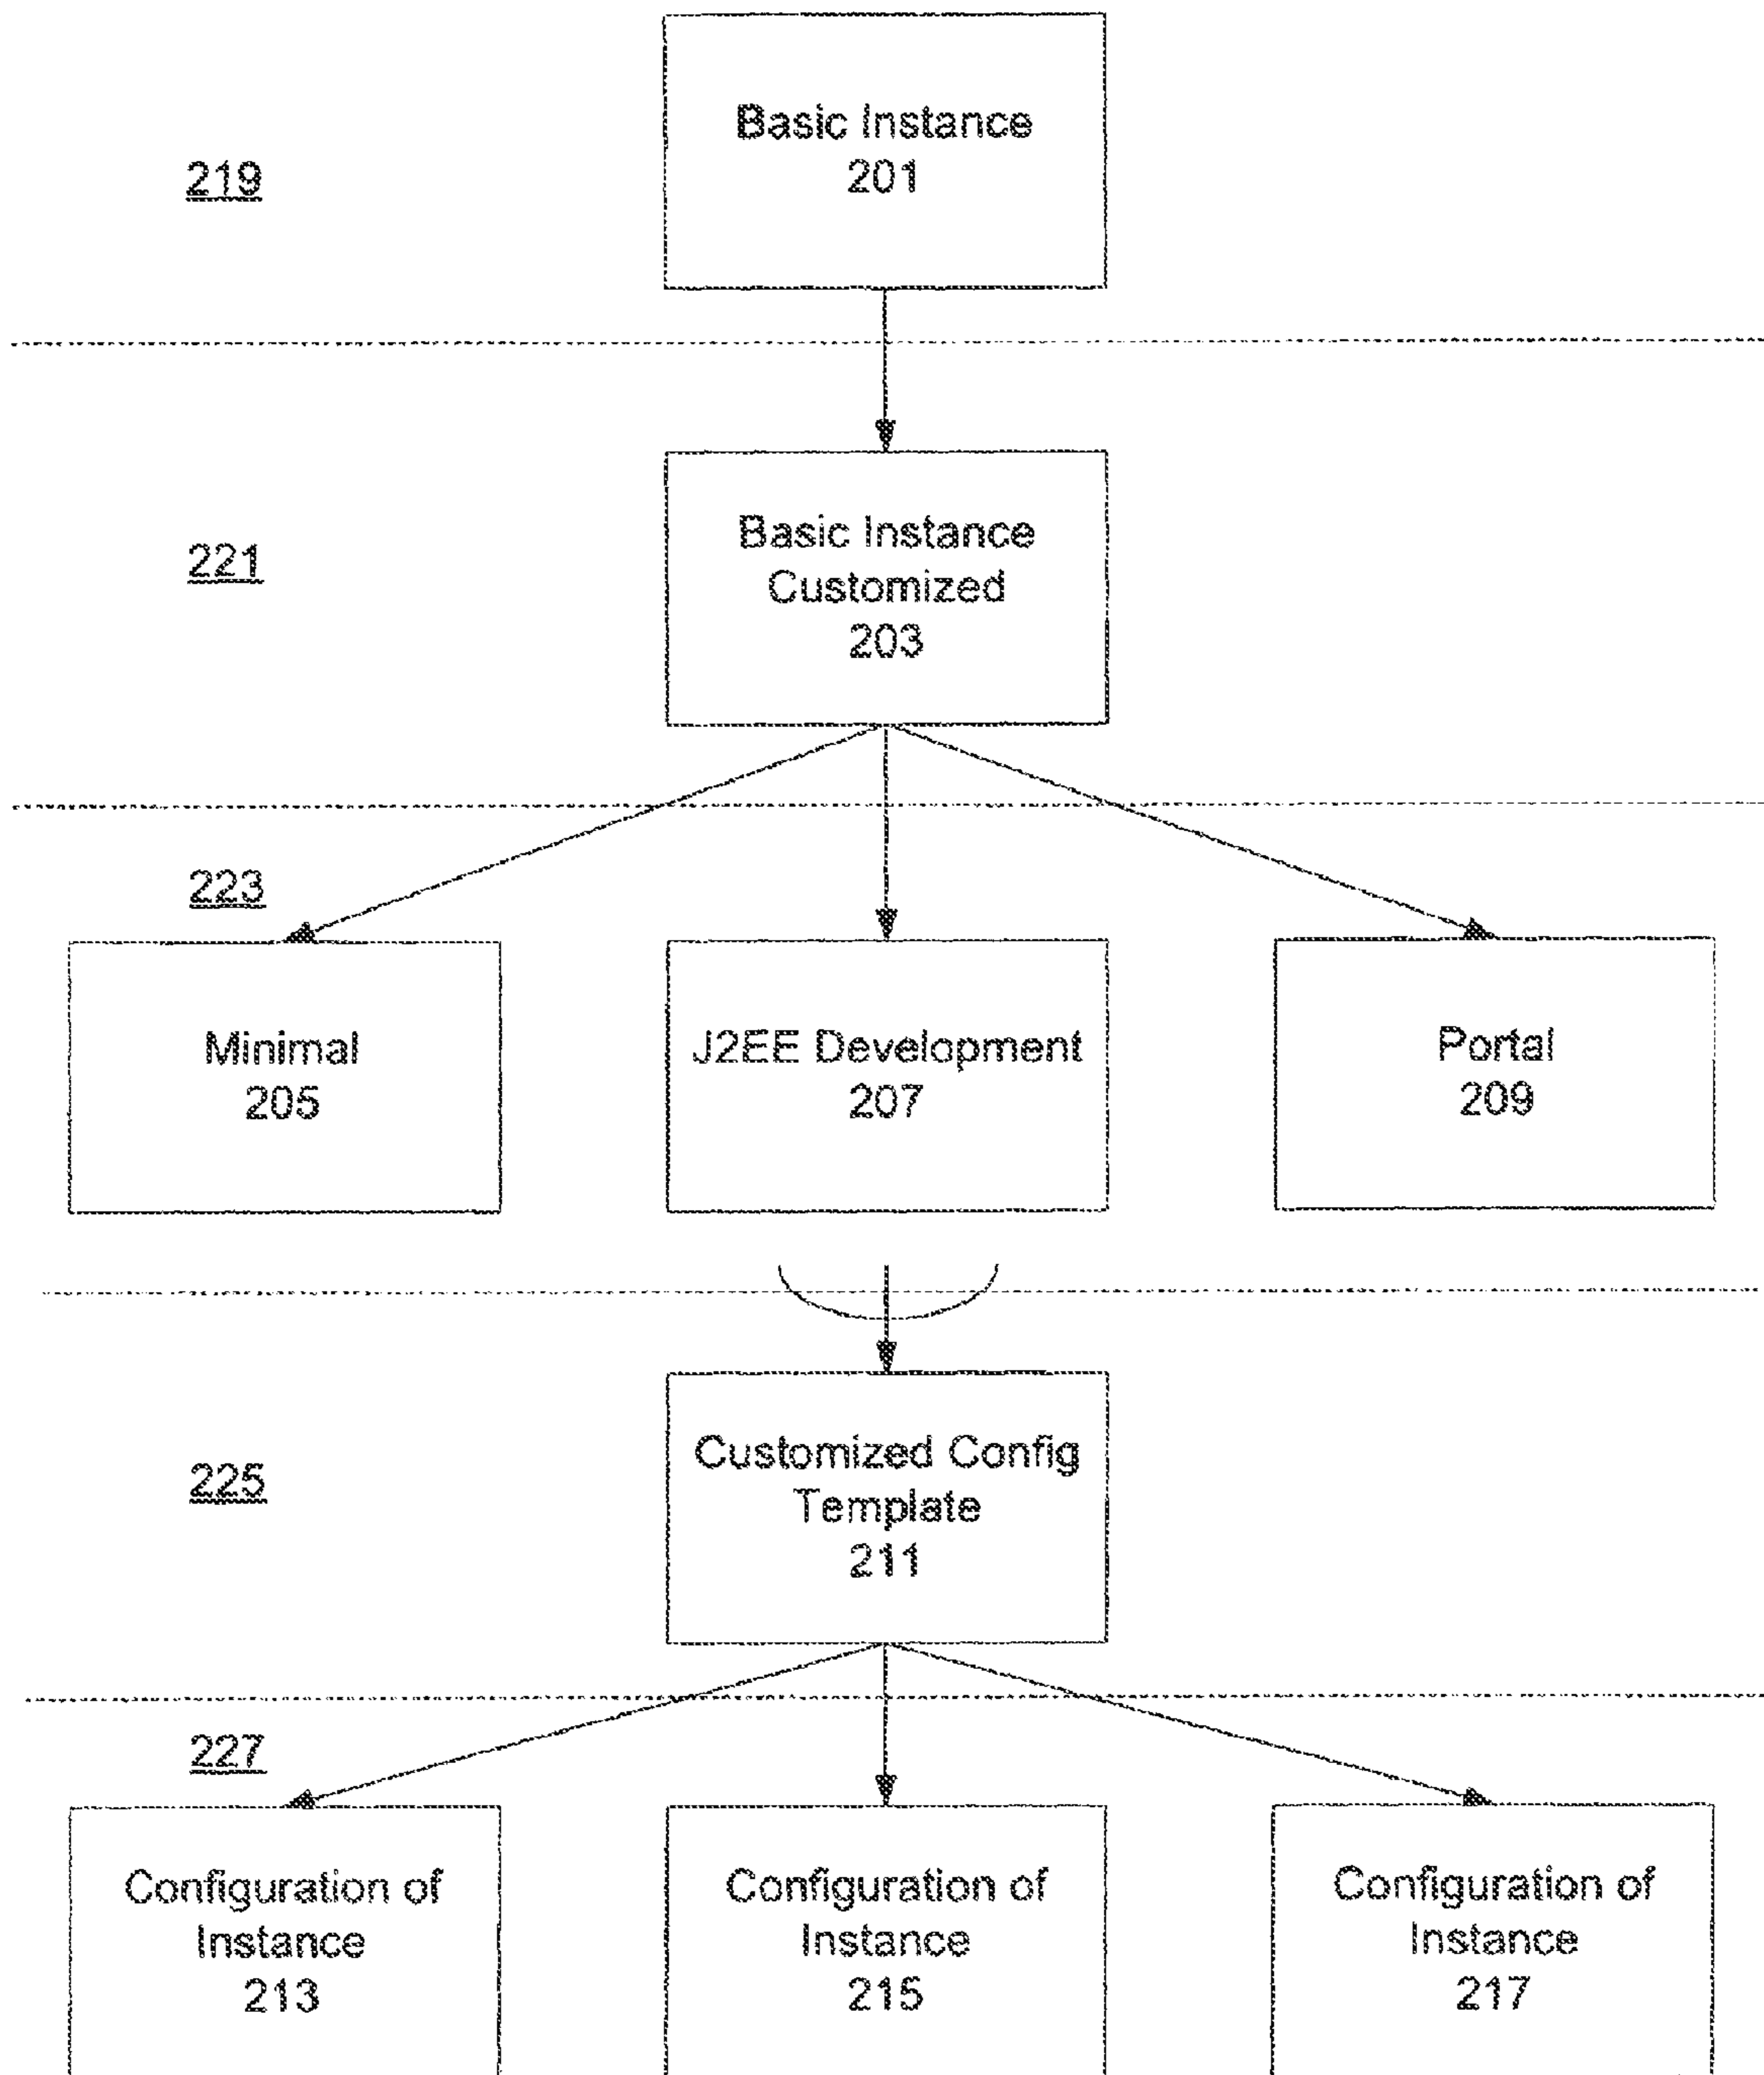 Basic Instance
201
219
Basic Instance
Customized
203
221
223
Minimal
205
J2EE Development
207
Portal
209
Customized Config
Template
211
225
227
Configuration of
Instance
213
Configuration of
Instance
215
Configuration of
Instance
217